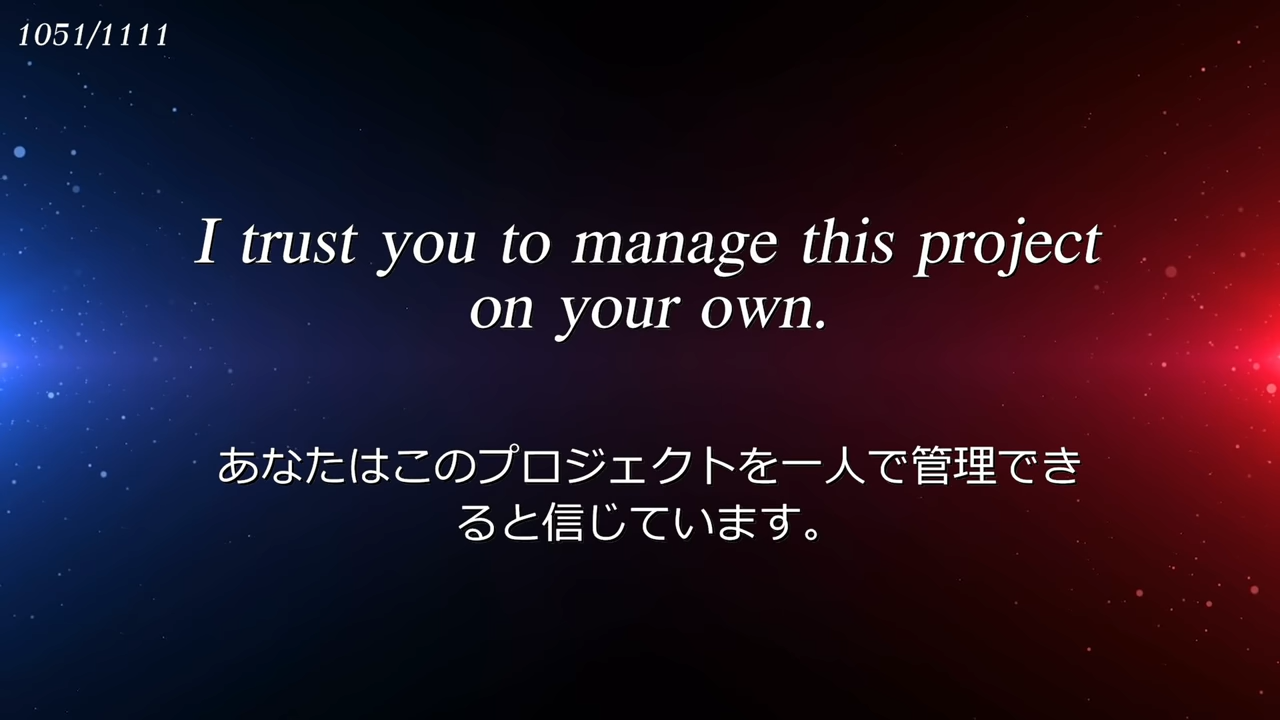 1051/1111
I trust you to manage this project
on your own.
あなたはこのプロジェクトを一人で管理でき
ると信じています。